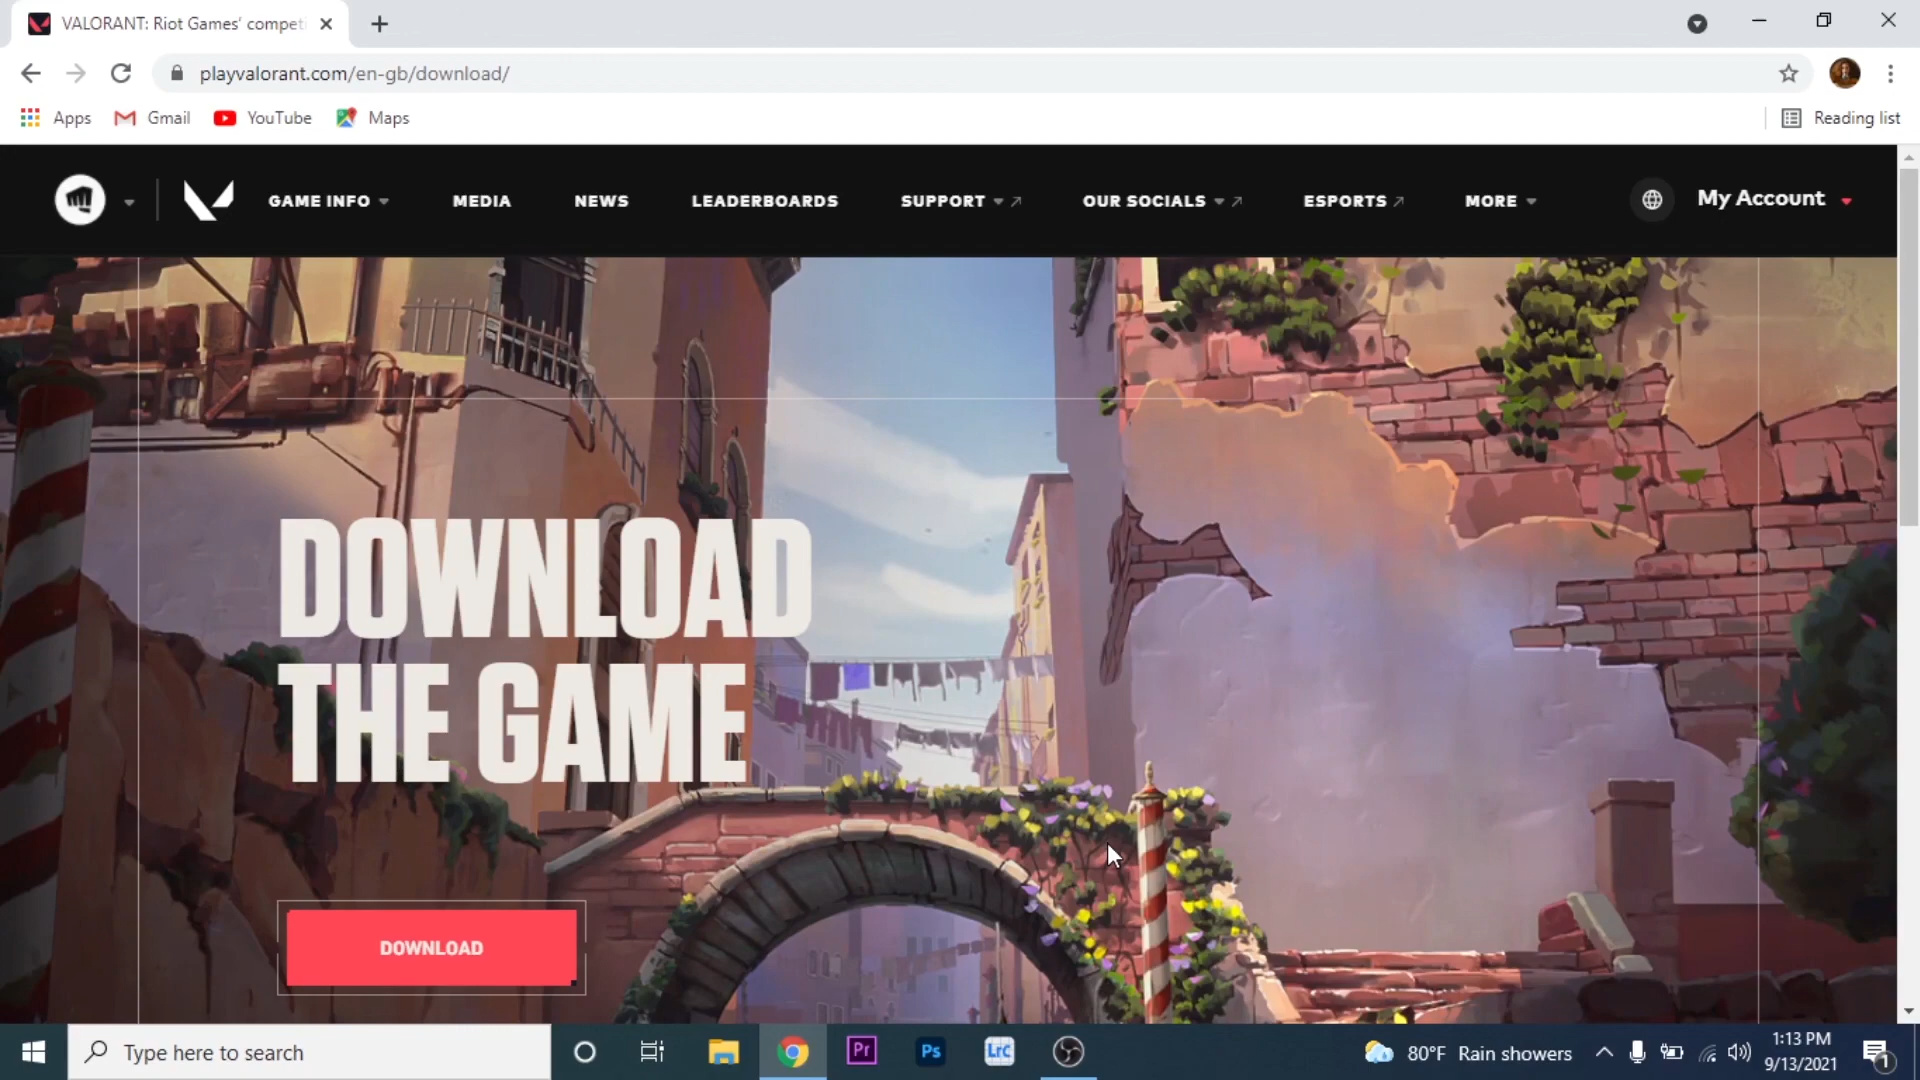 VALORANT: Riot Games' compet
playvalorant.com/en-gb/download/
Apps Gmail YouTube Maps Reading list
GAME INFO MEDIA NEWS LEADERBOARDS SUPPORT OUR SOCIALS ESPORTS MORE My Account
DOWNLOAD
THE GAME
DOWNLOAD
Type here to search Pr Ps LrC 80°F Rain showers 1:13 PM
9/13/2021 1